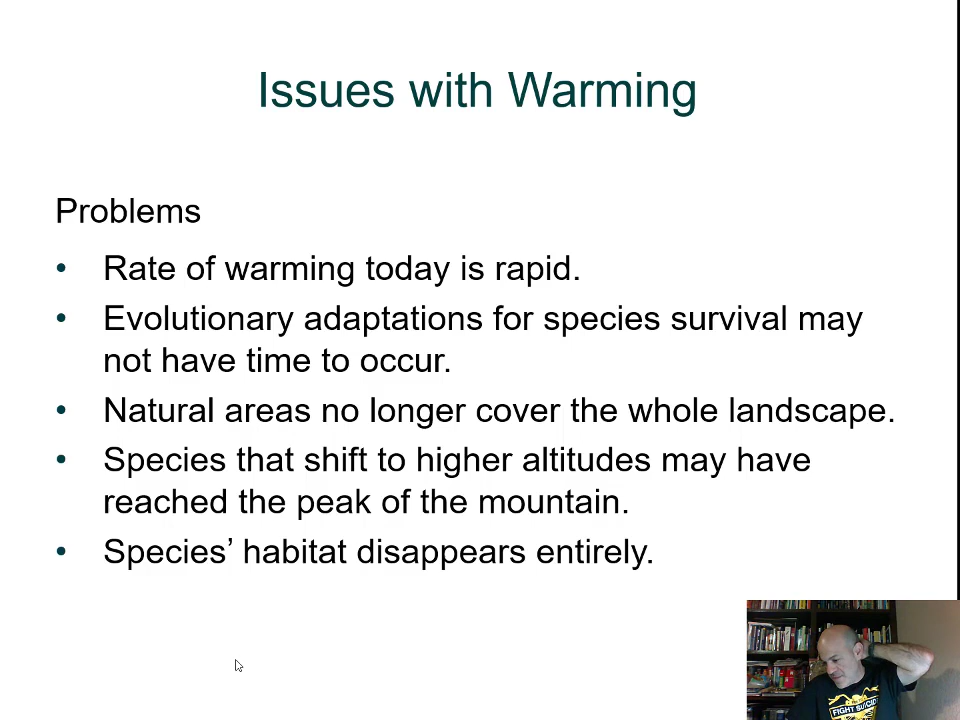 Issues with Warming
Problems
• Rate of warming today is rapid.
• Evolutionary adaptations for species survival may
not have time to occur.
• Natural areas no longer cover the whole landscape.
• Species that shift to higher altitudes may have
reached the peak of the mountain.
• Species’ habitat disappears entirely.
FIGHT